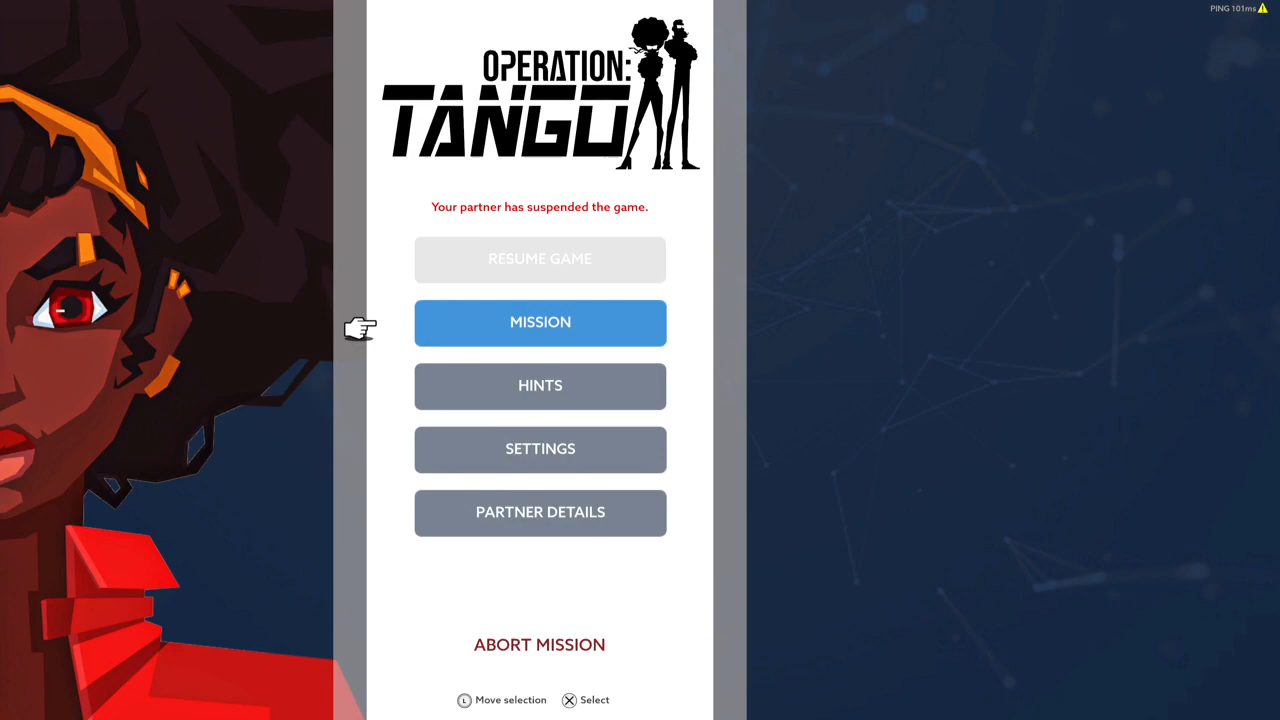 PING 101ms
OPERATION:
TANGO
Your partner has suspended the game.
RESUME GAME
MISSION
HINTS
SETTINGS
PARTNER DETAILS
ABORT MISSION
L Move selection Select